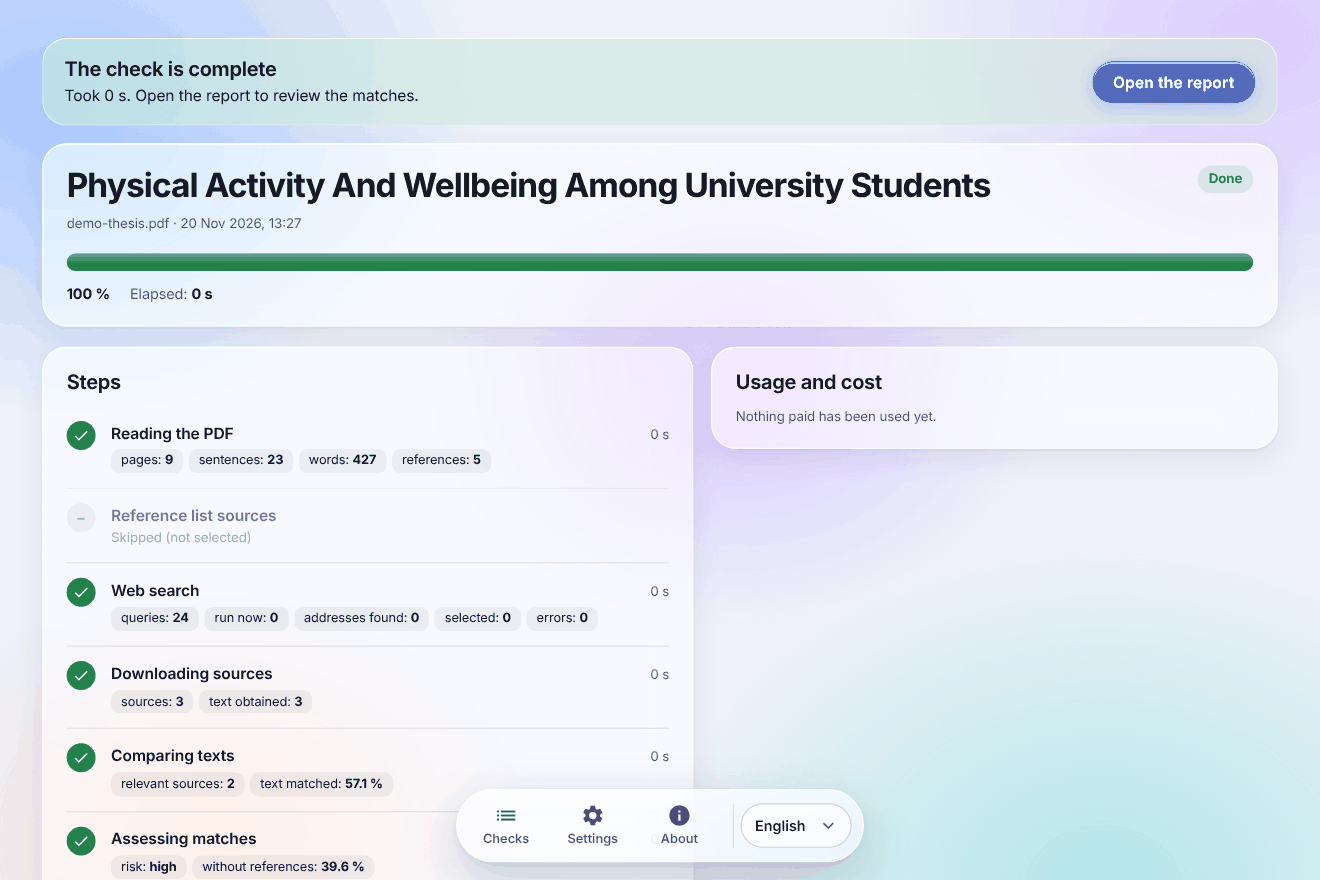 The check is complete
Took 0 s. Open the report to review the matches.
Open the report
Physical Activity And Wellbeing Among University Students
Done
demo-thesis.pdf · 20 Nov 2026, 13:27
100 % Elapsed: 0 s
Steps
Reading the PDF 0 s
pages: 9 sentences: 23 words: 427 references: 5
Reference list sources
Skipped (not selected)
Web search 0 s
queries: 24 run now: 0 addresses found: 0 selected: 0 errors: 0
Downloading sources 0 s
sources: 3 text obtained: 3
Comparing texts 0 s
relevant sources: 2 text matched: 57.1 %
Assessing matches
risk: high without references: 39.6 %
Usage and cost
Nothing paid has been used yet.
Checks Settings About English